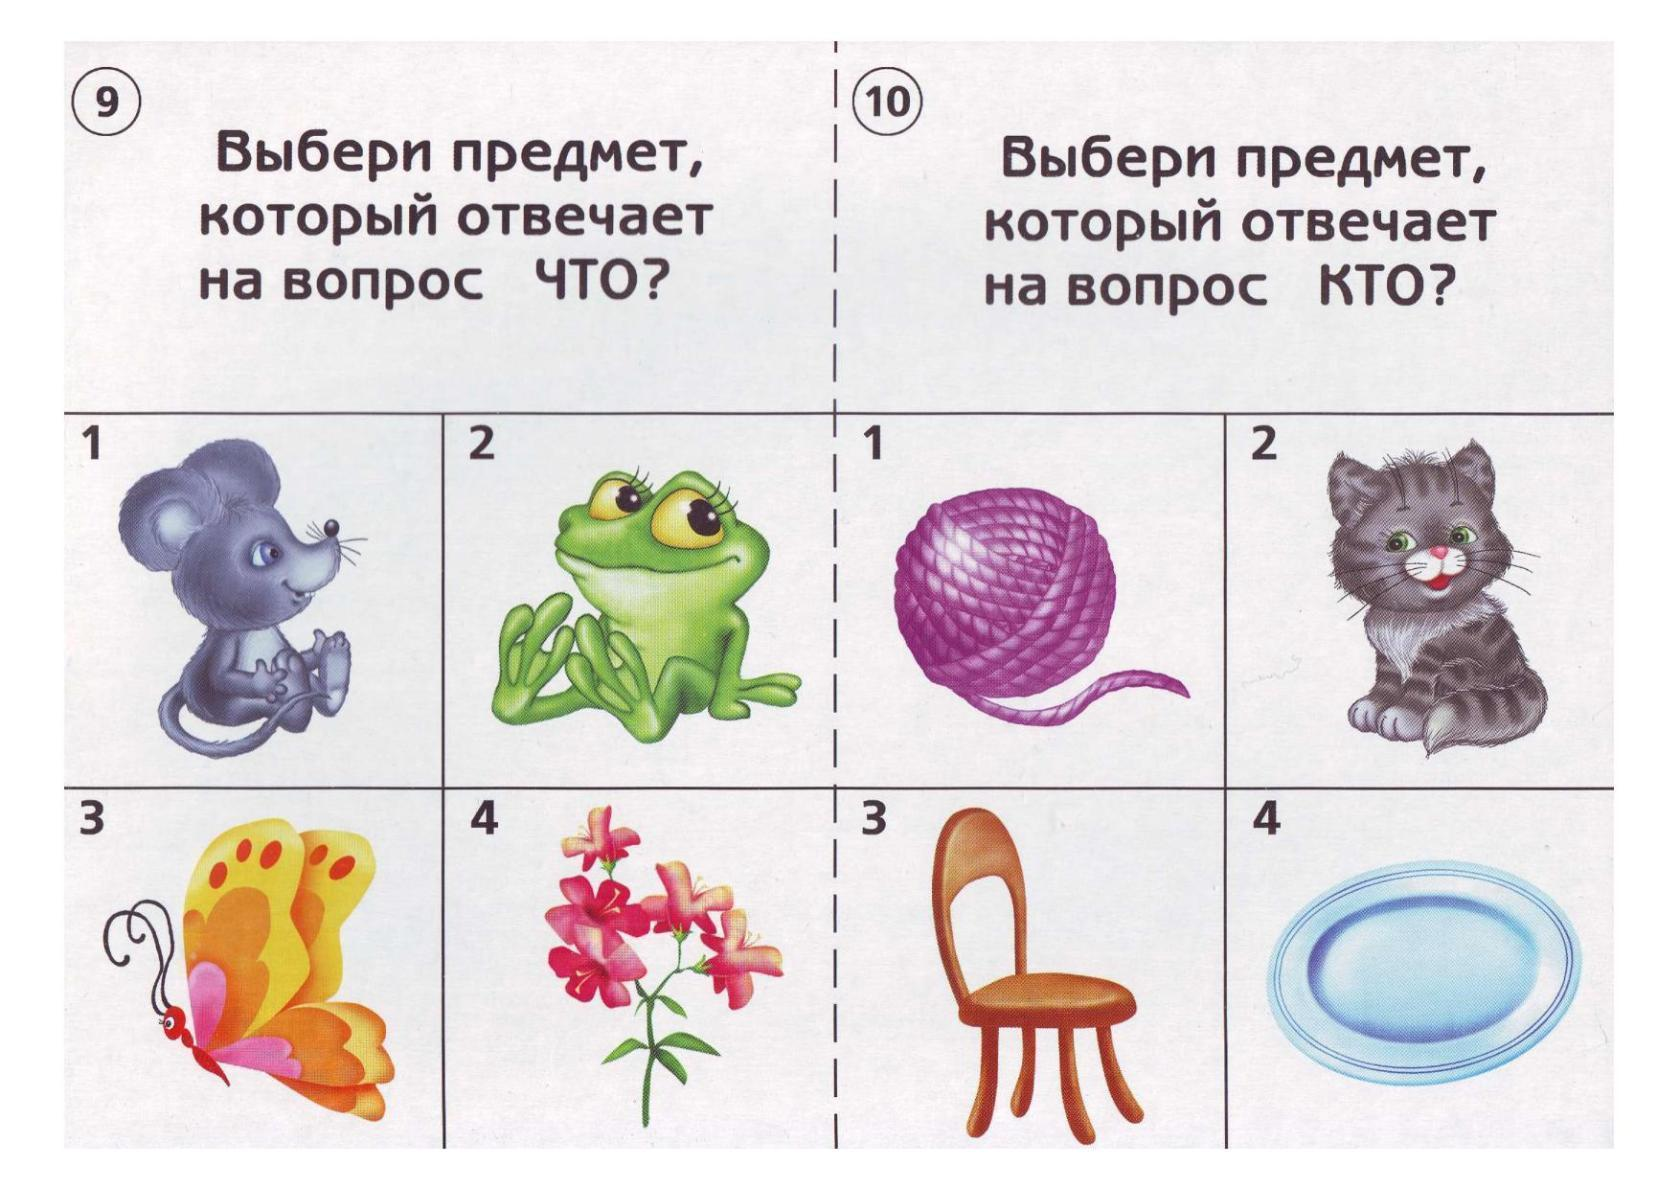 9
Выбери предмет,
который отвечает
на вопрос ЧТО?
1
2
3
4
10
Выбери предмет,
который отвечает
на вопрос КТО?
1
2
3
4